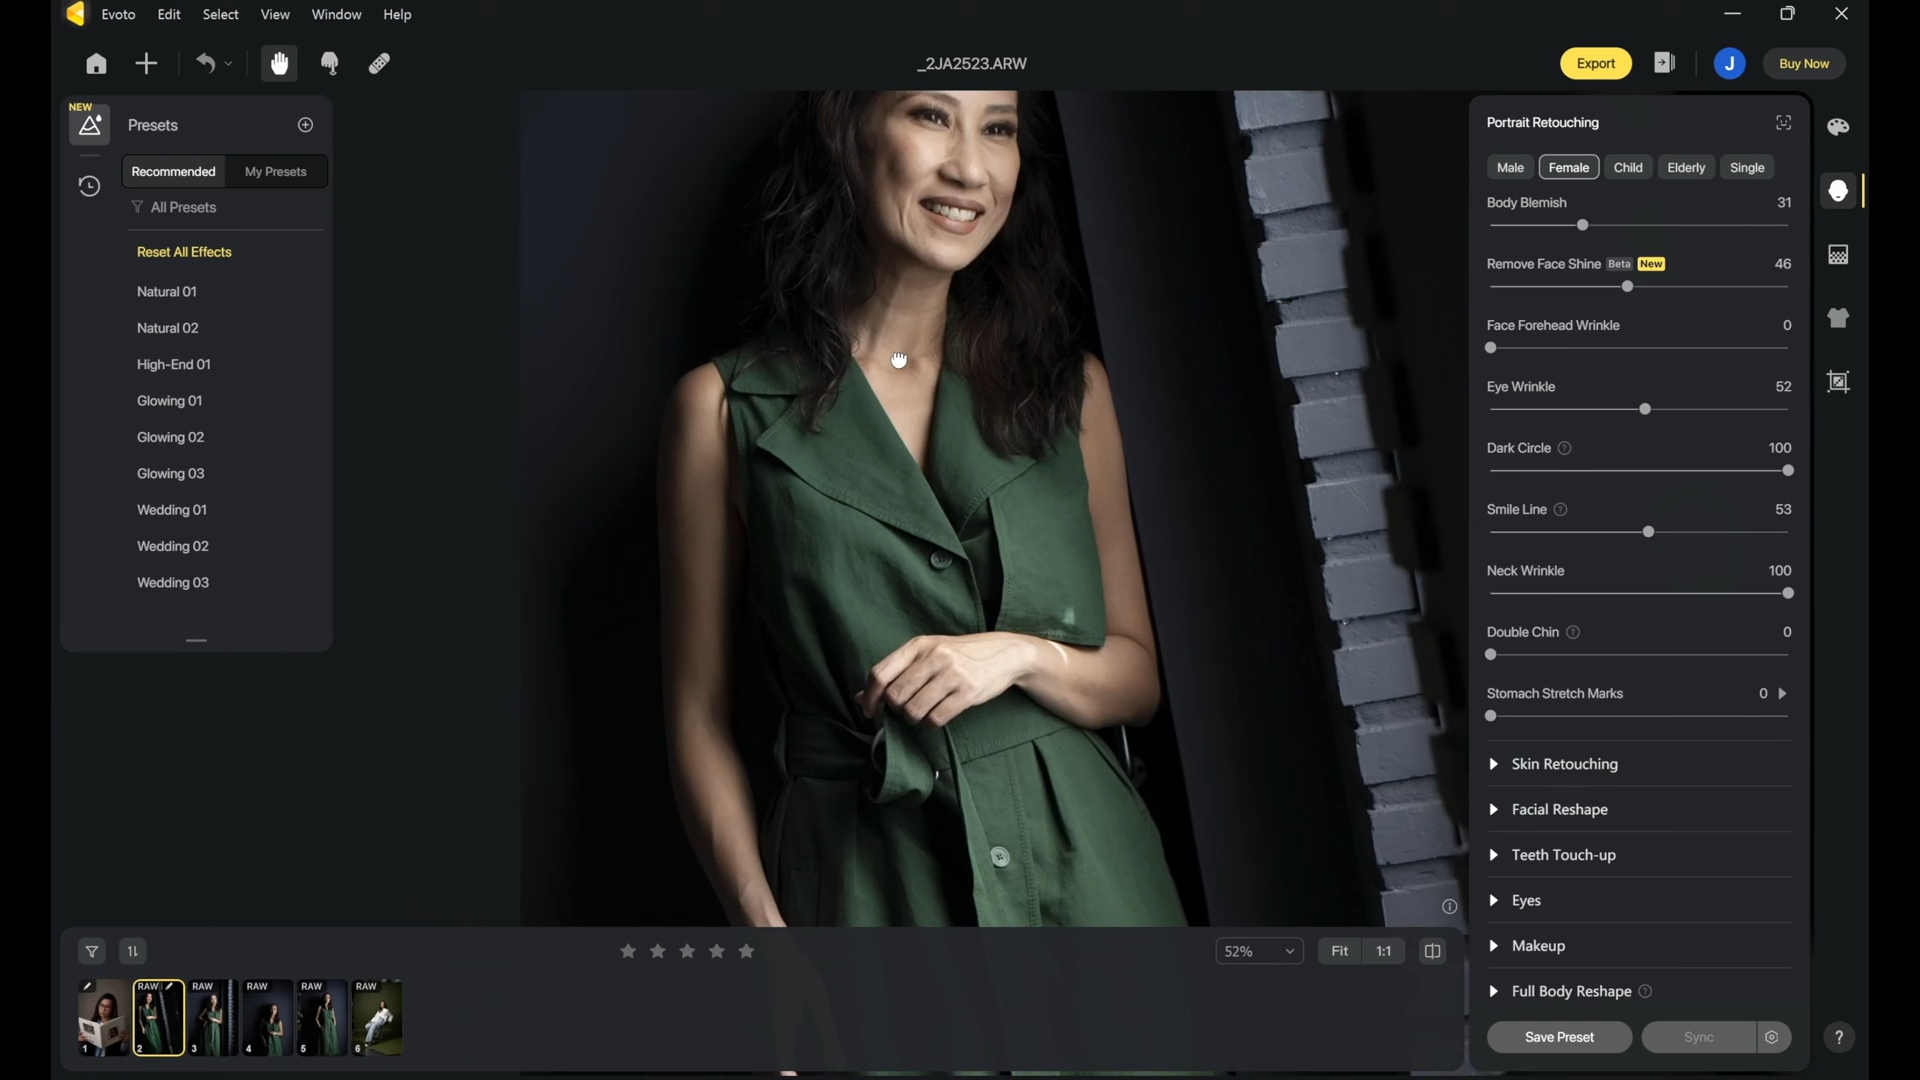 Evoto Edit Select View Window Help
_2JA2523.ARW
Export
J
Buy Now
NEW
Presets
Recommended My Presets
All Presets
Reset All Effects
Natural 01
Natural 02
High-End 01
Glowing 01
Glowing 02
Glowing 03
Wedding 01
Wedding 02
Wedding 03
Portrait Retouching
Male Female Child Elderly Single
Body Blemish 31
Remove Face Shine Beta New 46
Face Forehead Wrinkle 0
Eye Wrinkle 52
Dark Circle ? 100
Smile Line ? 53
Neck Wrinkle 100
Double Chin ? 0
Stomach Stretch Marks 0
Skin Retouching
Facial Reshape
Teeth Touch-up
Eyes
Makeup
Full Body Reshape ?
Save Preset Sync
?
52% Fit 1:1
RAW RAW RAW RAW RAW
1 2 3 4 5 6